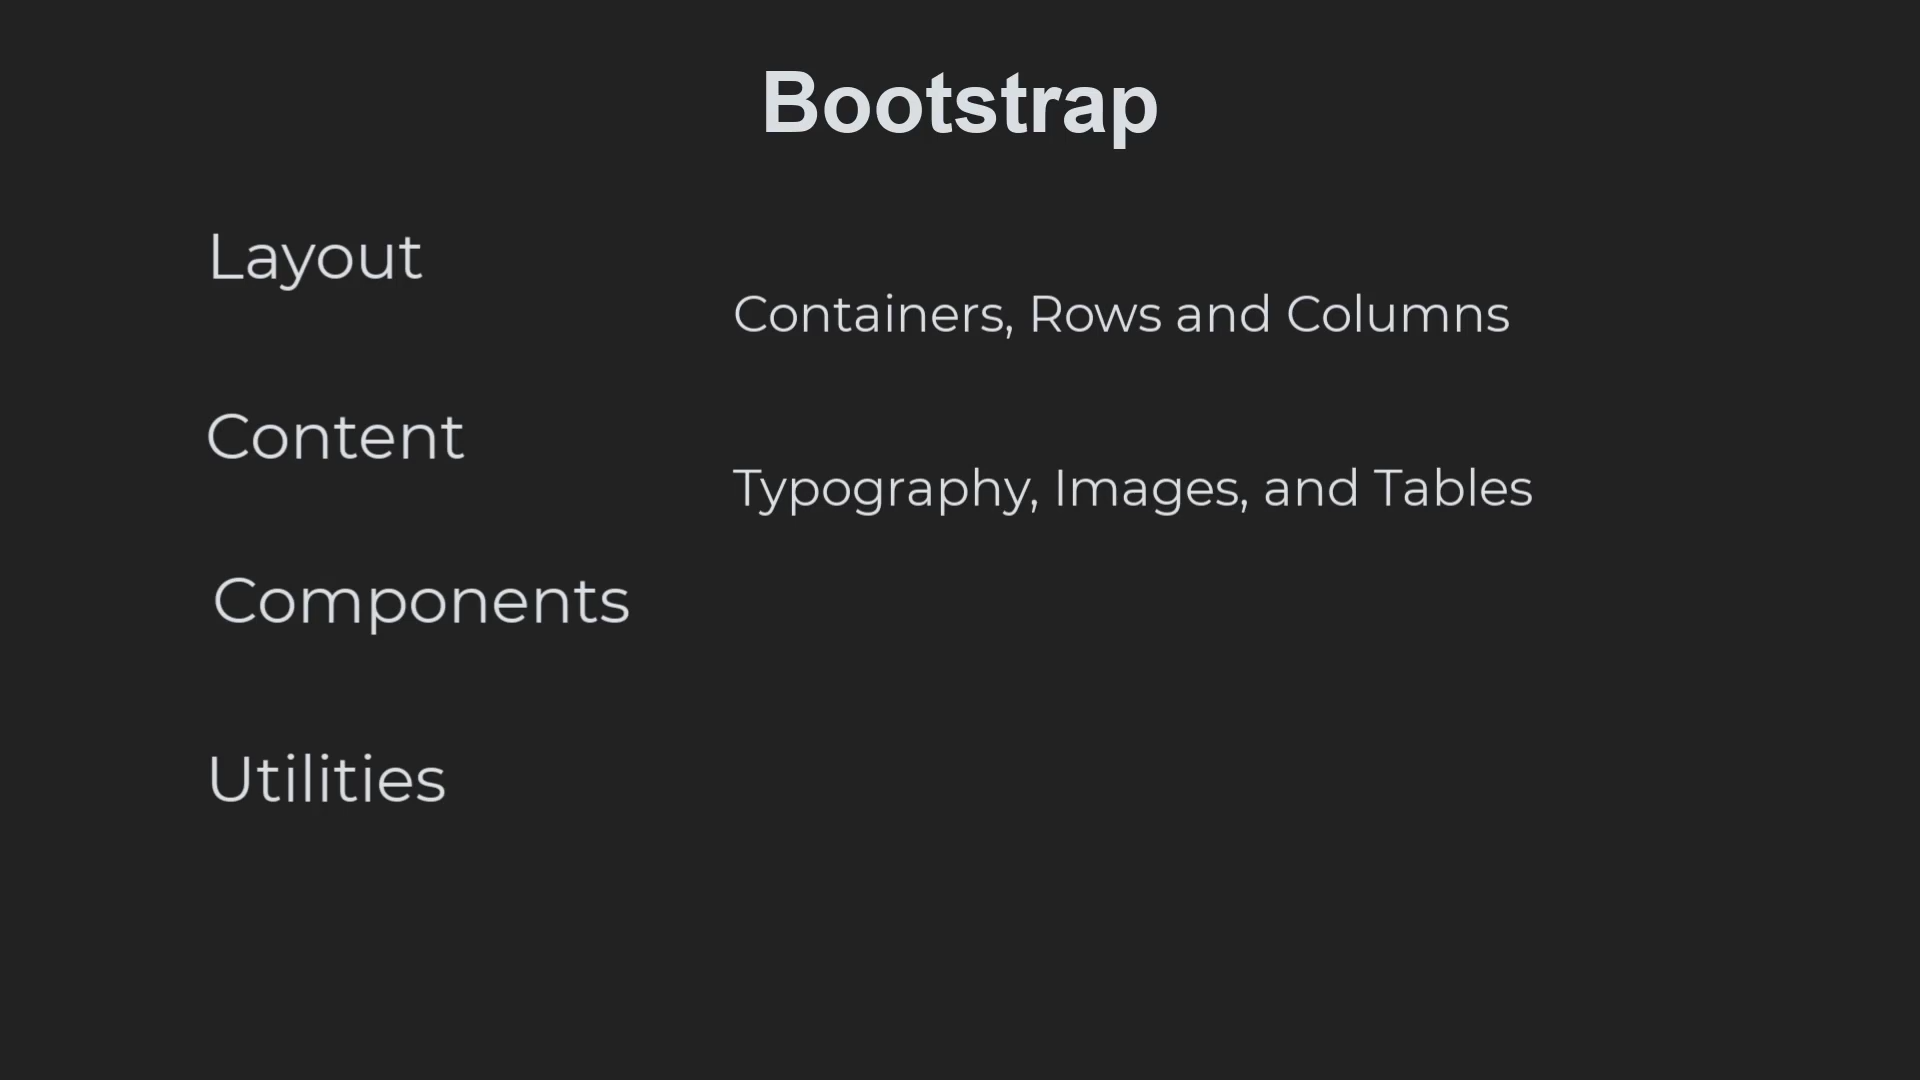 Bootstrap
Layout
Containers, Rows and Columns
Content
Typography, Images, and Tables
Components
Utilities